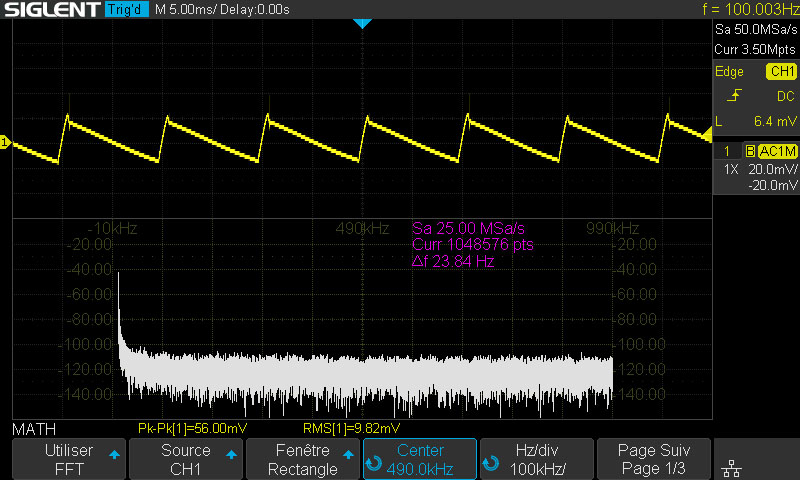 SIGLENT Trig'd M 5.00ms/ Delay:0.00s f = 100.003Hz
Sa 50.0MSa/s
Curr 3.50Mpts
Edge CH1
DC
L 6.4 mV
1 B AC1M
1X 20.0mV/
-20.0mV
1
-10kHz 490kHz 990kHz
Sa 25.00 MSa/s
Curr 1048576 pts
Δf 23.84 Hz
-20.00 -20.00
-40.00 -40.00
-60.00 -60.00
-80.00 -80.00
-100.00 -100.00
-120.00 -120.00
-140.00 -140.00
MATH Pk-Pk[1]=56.00mV RMS[1]=9.82mV
Utiliser FFT
Source CH1
Fenêtre Rectangle
Center 490.0kHz
Hz/div 100kHz/
Page Suiv Page 1/3